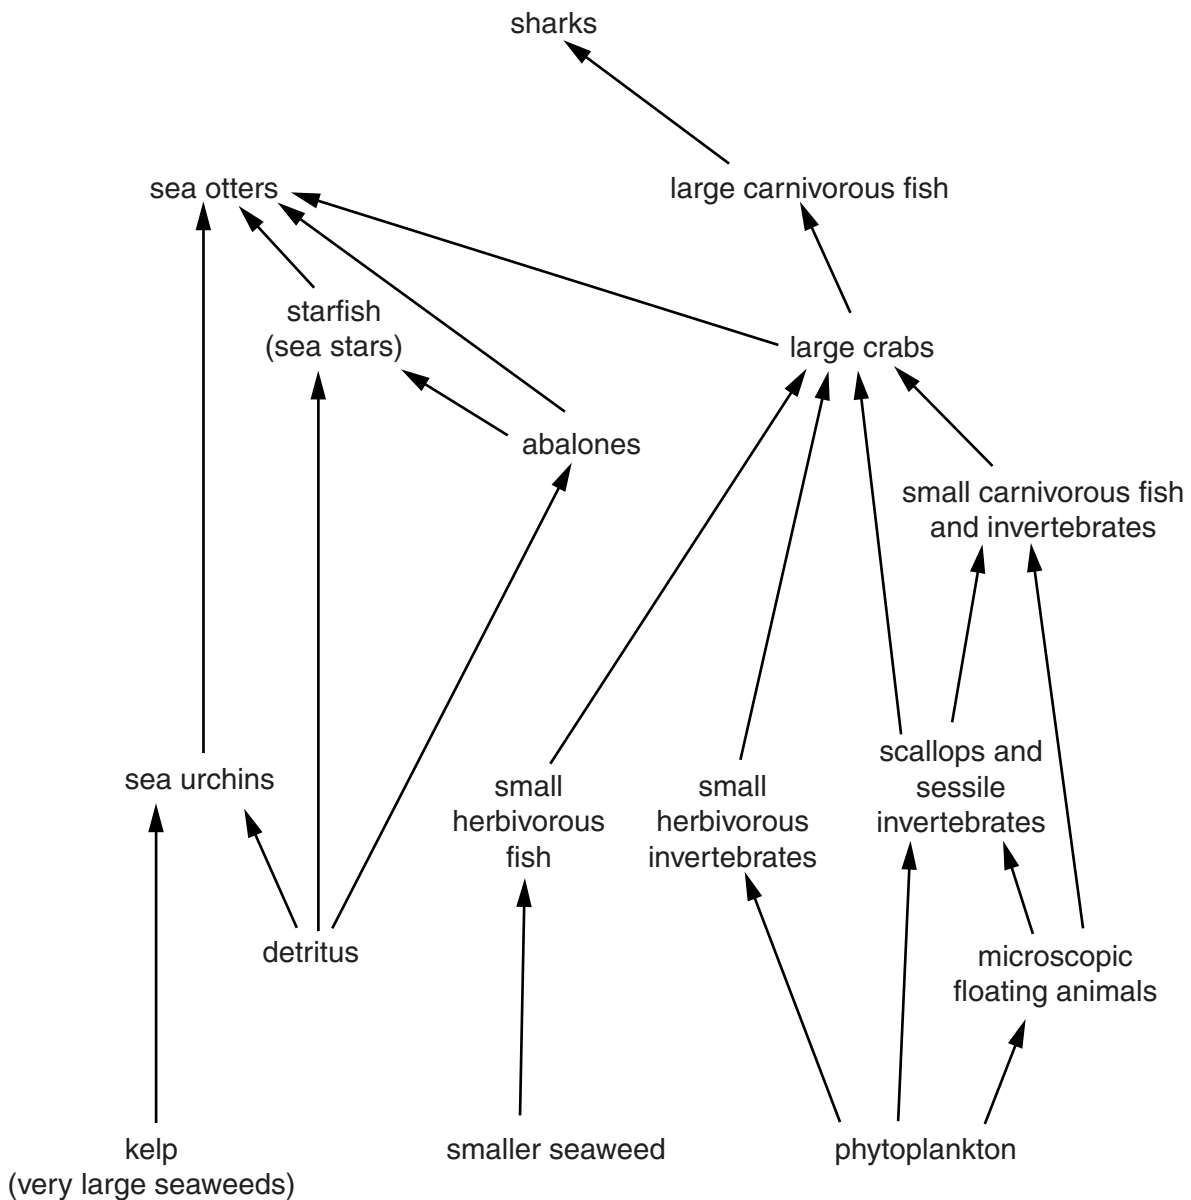 sharks
sea otters
large carnivorous fish
starfish
(sea stars)
large crabs
abalones
small carnivorous fish
and invertebrates
sea urchins
small
herbivorous
fish
small
herbivorous
invertebrates
scallops and
sessile
invertebrates
detritus
microscopic
floating animals
kelp
(very large seaweeds)
smaller seaweed
phytoplankton